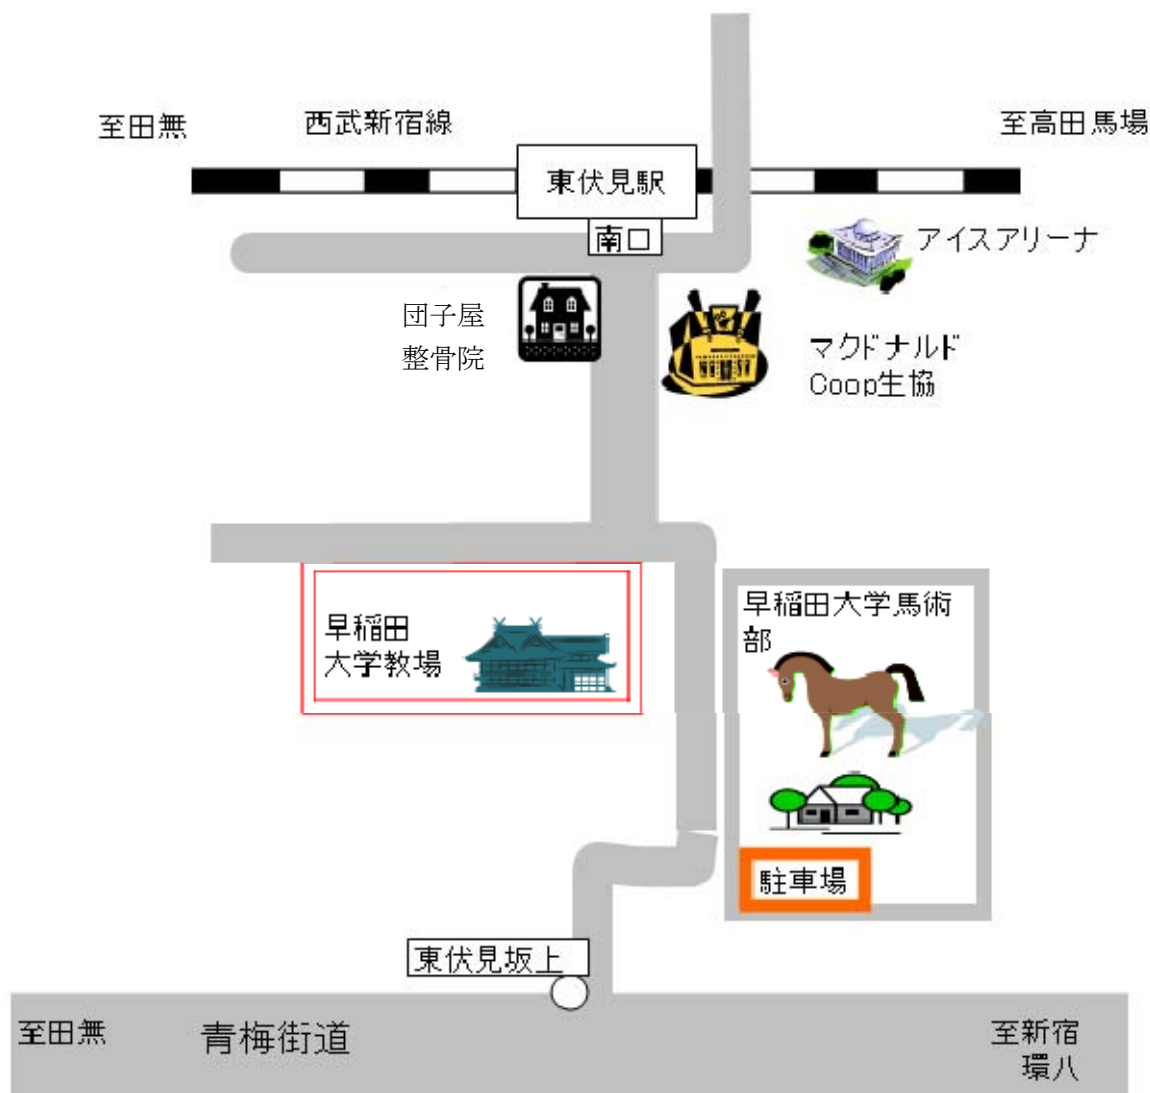 至田無
西武新宿線
至高田馬場
東伏見駅
南口
アイスアリーナ
団子屋
整骨院
マクドナルド
Coop生協
早稲田
大学教場
早稲田大学馬術
部
駐車場
東伏見坂上
至田無
青梅街道
至新宿
環八